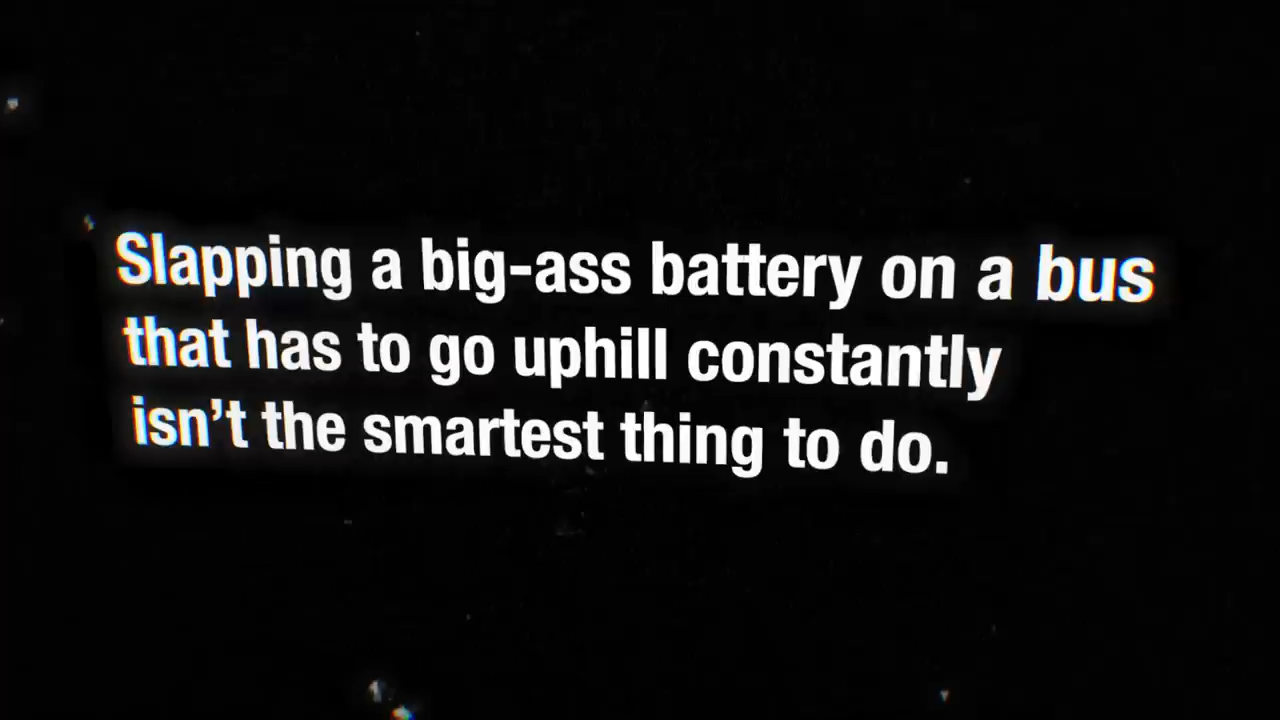 Slapping a big-ass battery on a bus
that has to go uphill constantly
isn’t the smartest thing to do.